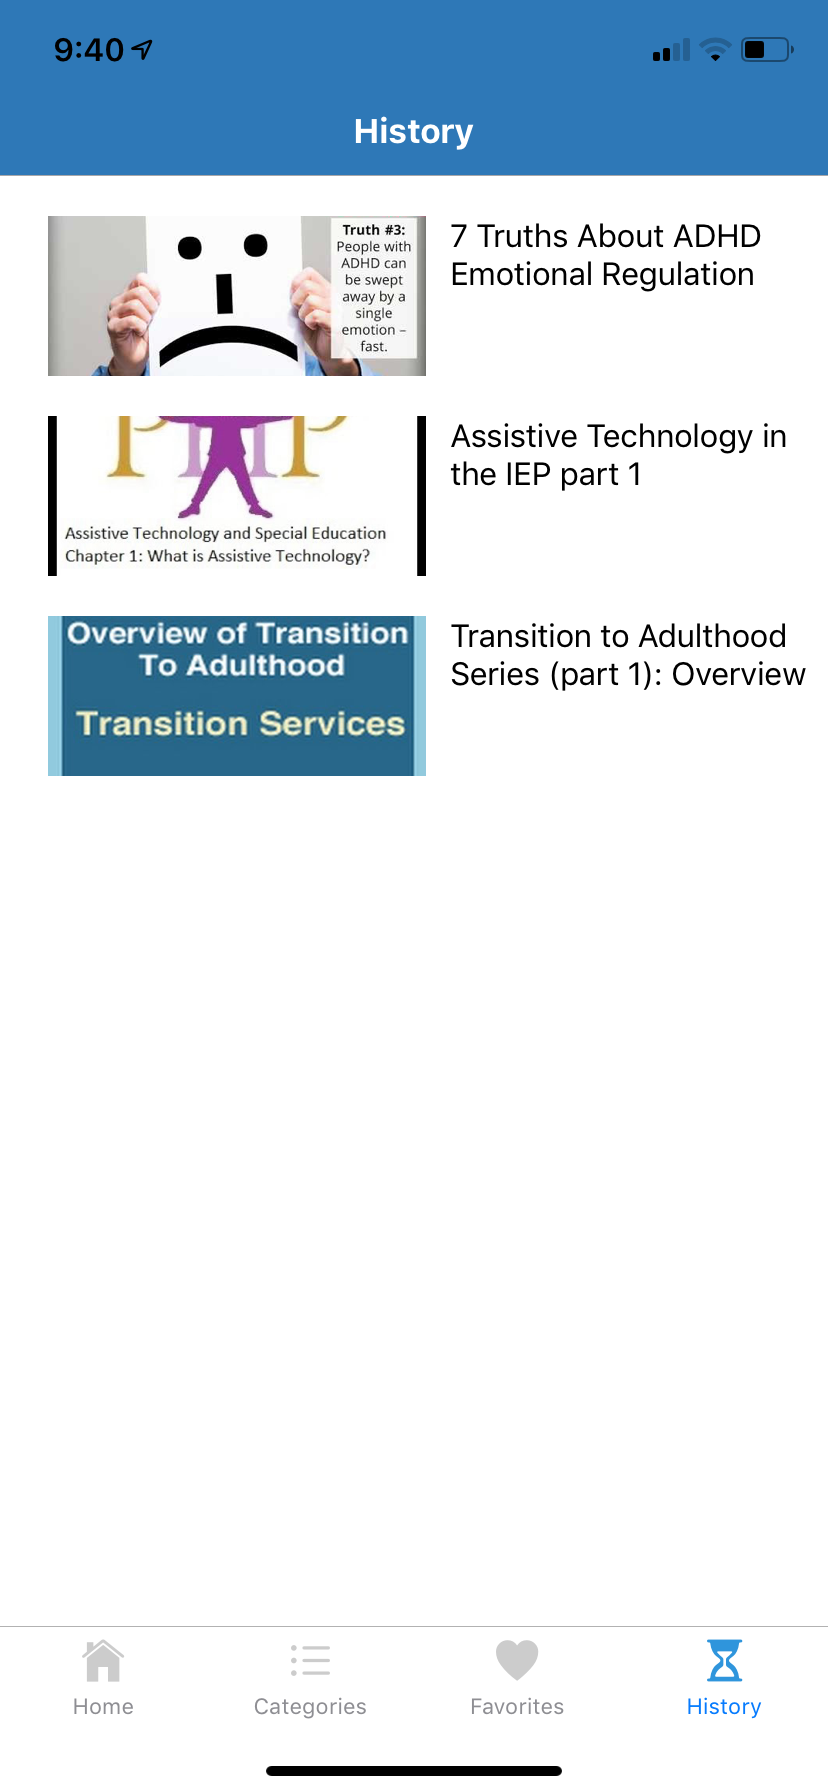 9:40
History
Truth #3:
People with
ADHD can
be swept
away by a
single
emotion –
fast.
7 Truths About ADHD
Emotional Regulation
Assistive Technology and Special Education
Chapter 1: What is Assistive Technology?
Assistive Technology in
the IEP part 1
Overview of Transition
To Adulthood
Transition Services
Transition to Adulthood
Series (part 1): Overview
Home
Categories
Favorites
History